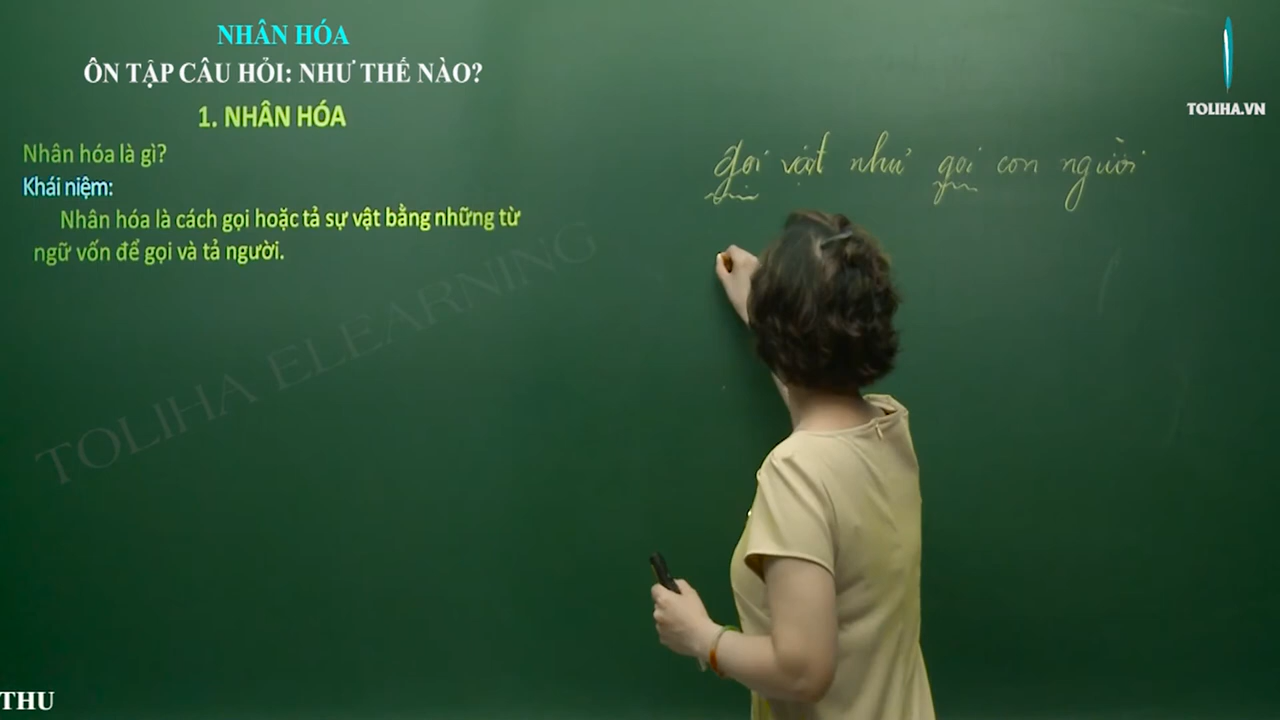 NHÂN HÓA
ÔN TẬP CÂU HỎI: NHƯ THẾ NÀO?
1. NHÂN HÓA
Nhân hóa là gì?
Khái niệm:
Nhân hóa là cách gọi hoặc tả sự vật bằng những từ
ngữ vốn để gọi và tả người.
gọi vật như gọi con người
TOLIHA.VN
TOLIHA ELEARNING
THU